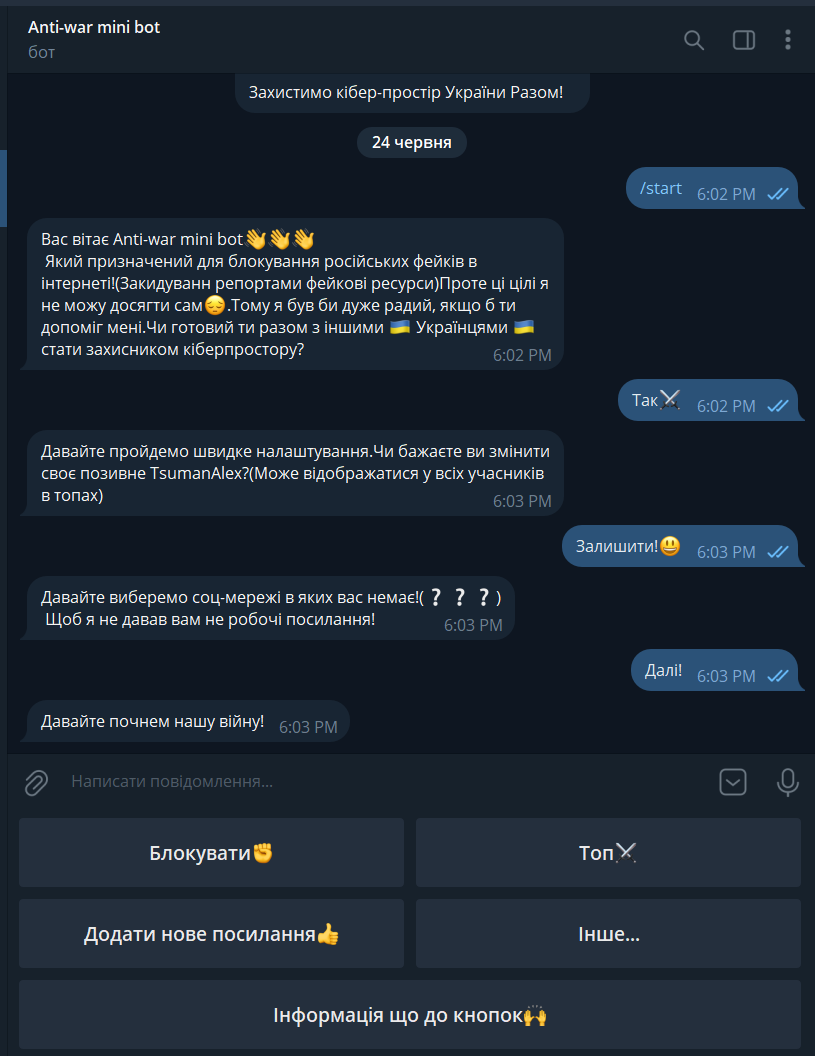 Anti-war mini bot
бот
Захистимо кібер-простір України Разом!
24 червня
/start 6:02 PM
Вас вітає Anti-war mini bot👋👋👋
Який призначений для блокування російських фейків в
інтернеті!(Закидуванн репортами фейкові ресурси)Проте ці цілі я
не можу досягти сам😔.Тому я був би дуже радий, якщо б ти
допоміг мені.Чи готовий ти разом з іншими 🇺🇦 Українцями 🇺🇦
стати захисником кіберпростору?
6:02 PM
Так⚔ 6:02 PM
Давайте пройдемо швидке налаштування.Чи бажаєте ви змінити
своє позивне TsumanAlex?(Може відображатися у всіх учасників
в топах)
6:03 PM
Залишити!😃 6:03 PM
Давайте виберемо соц-мережі в яких вас немає!(❔ ❔ ❔)
Щоб я не давав вам не робочі посилання!
6:03 PM
Далі! 6:03 PM
Давайте почнем нашу війну! 6:03 PM
Написати повідомлення...
Блокувати✊
Топ⚔
Додати нове посилання👍
Інше...
Інформація що до кнопок🙌